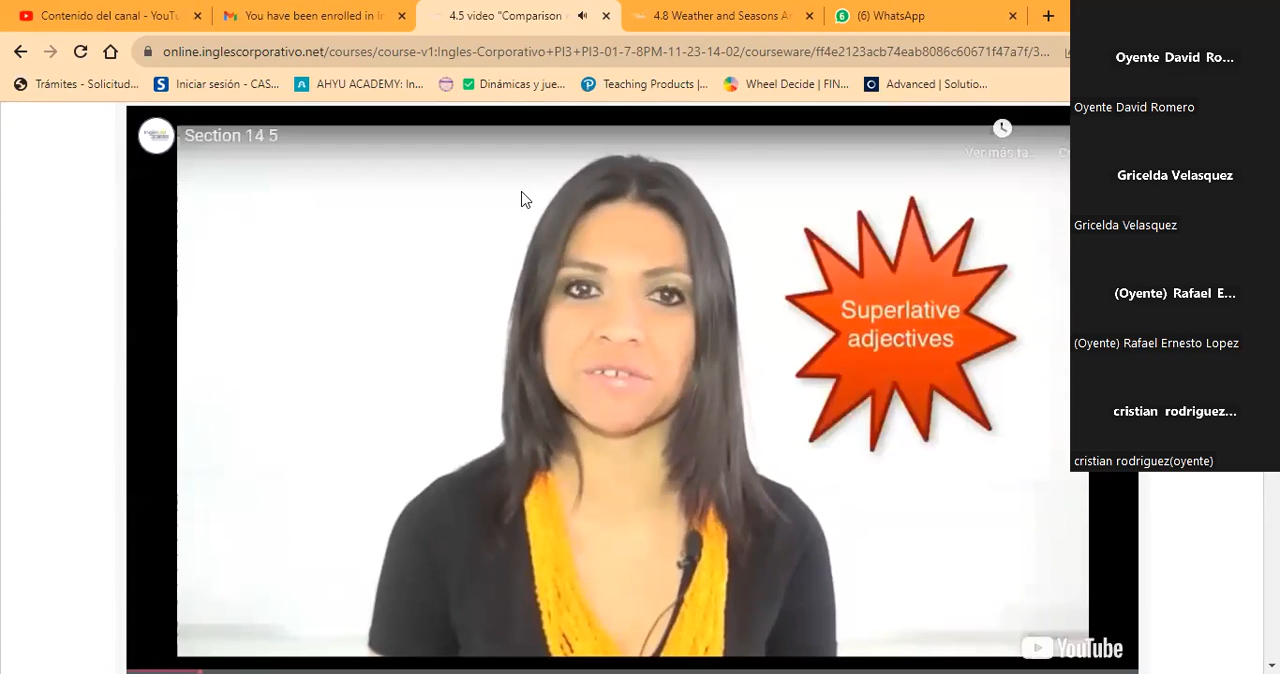 Contenido del canal - YouTu
You have been enrolled in In
4.5 video "Comparison
4.8 Weather and Seasons A
6 (6) WhatsApp
online.inglescorporativo.net/courses/course-v1:Ingles-Corporativo+PI3+PI3-01-7-8PM-11-23-14-02/courseware/ff4e2123acb74eab8086c60671f47a7f/3...
Trámites - Solicitud...
S Iniciar sesión - CAS...
AHYU ACADEMY: In...
Dinámicas y jue...
Teaching Products |...
Wheel Decide | FIN...
Advanced | Solutio...
Section 14 5
Ver más ta...
Superlative
adjectives
YouTube
Oyente David Ro...
Oyente David Romero
Gricelda Velasquez
Gricelda Velasquez
(Oyente) Rafael E...
(Oyente) Rafael Ernesto Lopez
cristian rodriguez...
cristian rodriguez(oyente)